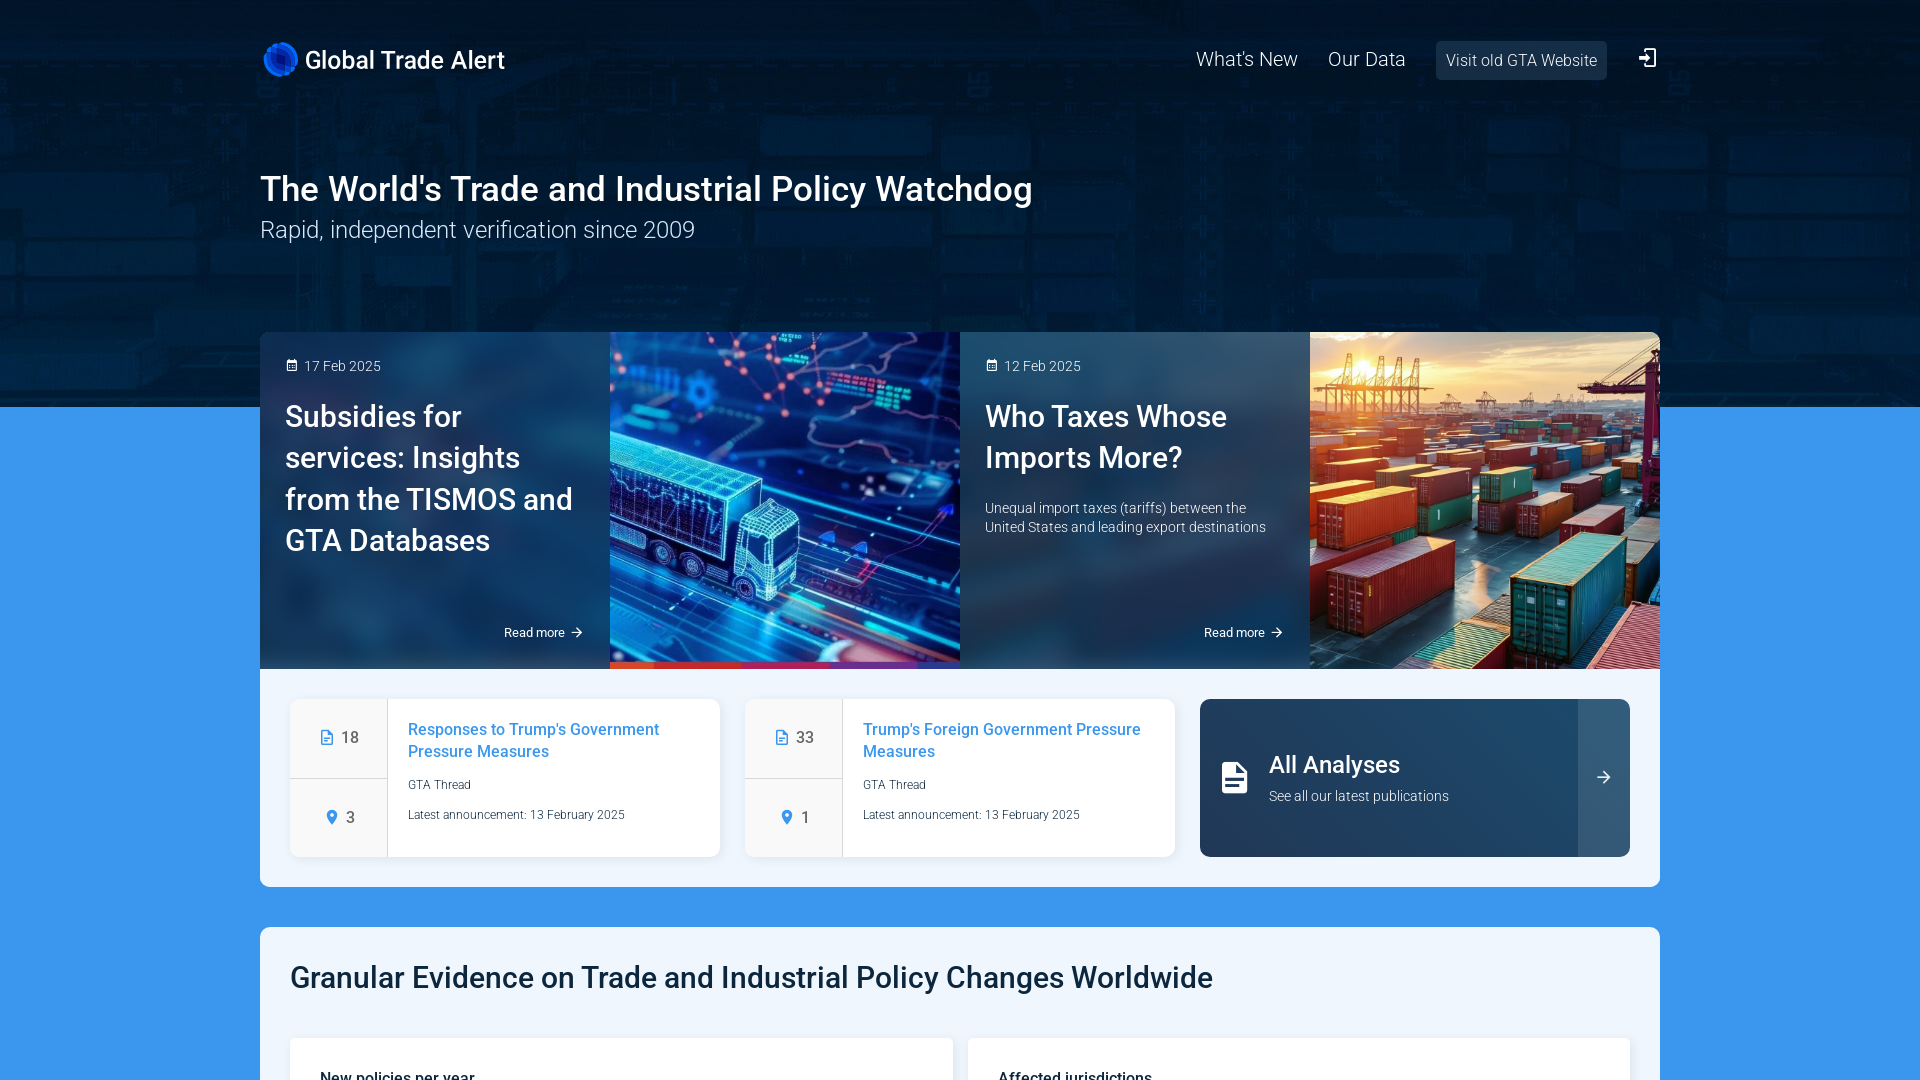 Global Trade Alert
What's New
Our Data
Visit old GTA Website
The World's Trade and Industrial Policy Watchdog
Rapid, independent verification since 2009
17 Feb 2025
Subsidies for
services: Insights
from the TISMOS and
GTA Databases
Read more
12 Feb 2025
Who Taxes Whose
Imports More?
Unequal import taxes (tariffs) between the
United States and leading export destinations
Read more
18
3
Responses to Trump's Government
Pressure Measures
GTA Thread
Latest announcement: 13 February 2025
33
1
Trump's Foreign Government Pressure
Measures
GTA Thread
Latest announcement: 13 February 2025
All Analyses
See all our latest publications
Granular Evidence on Trade and Industrial Policy Changes Worldwide
New policies per year
Affected jurisdictions